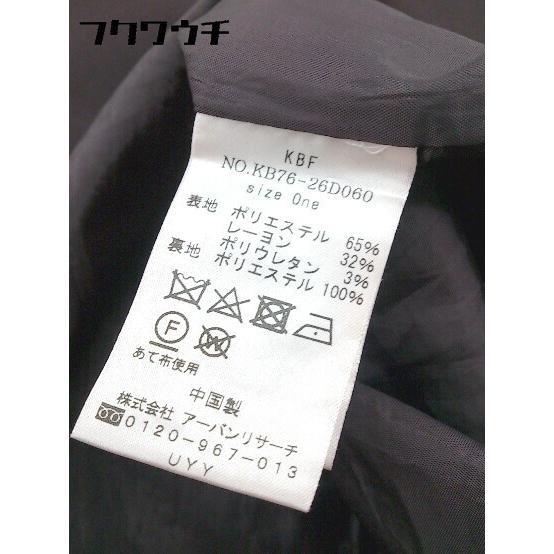 フクワウチ
KBF
NO.KB76-26D060
size One
表地 ポリエステル 65%
レーヨン 32%
ポリウレタン 3%
裏地 ポリエステル 100%
F W
あて布使用
中国製
株式会社 アーバンリサーチ
0120-967-013
UYY